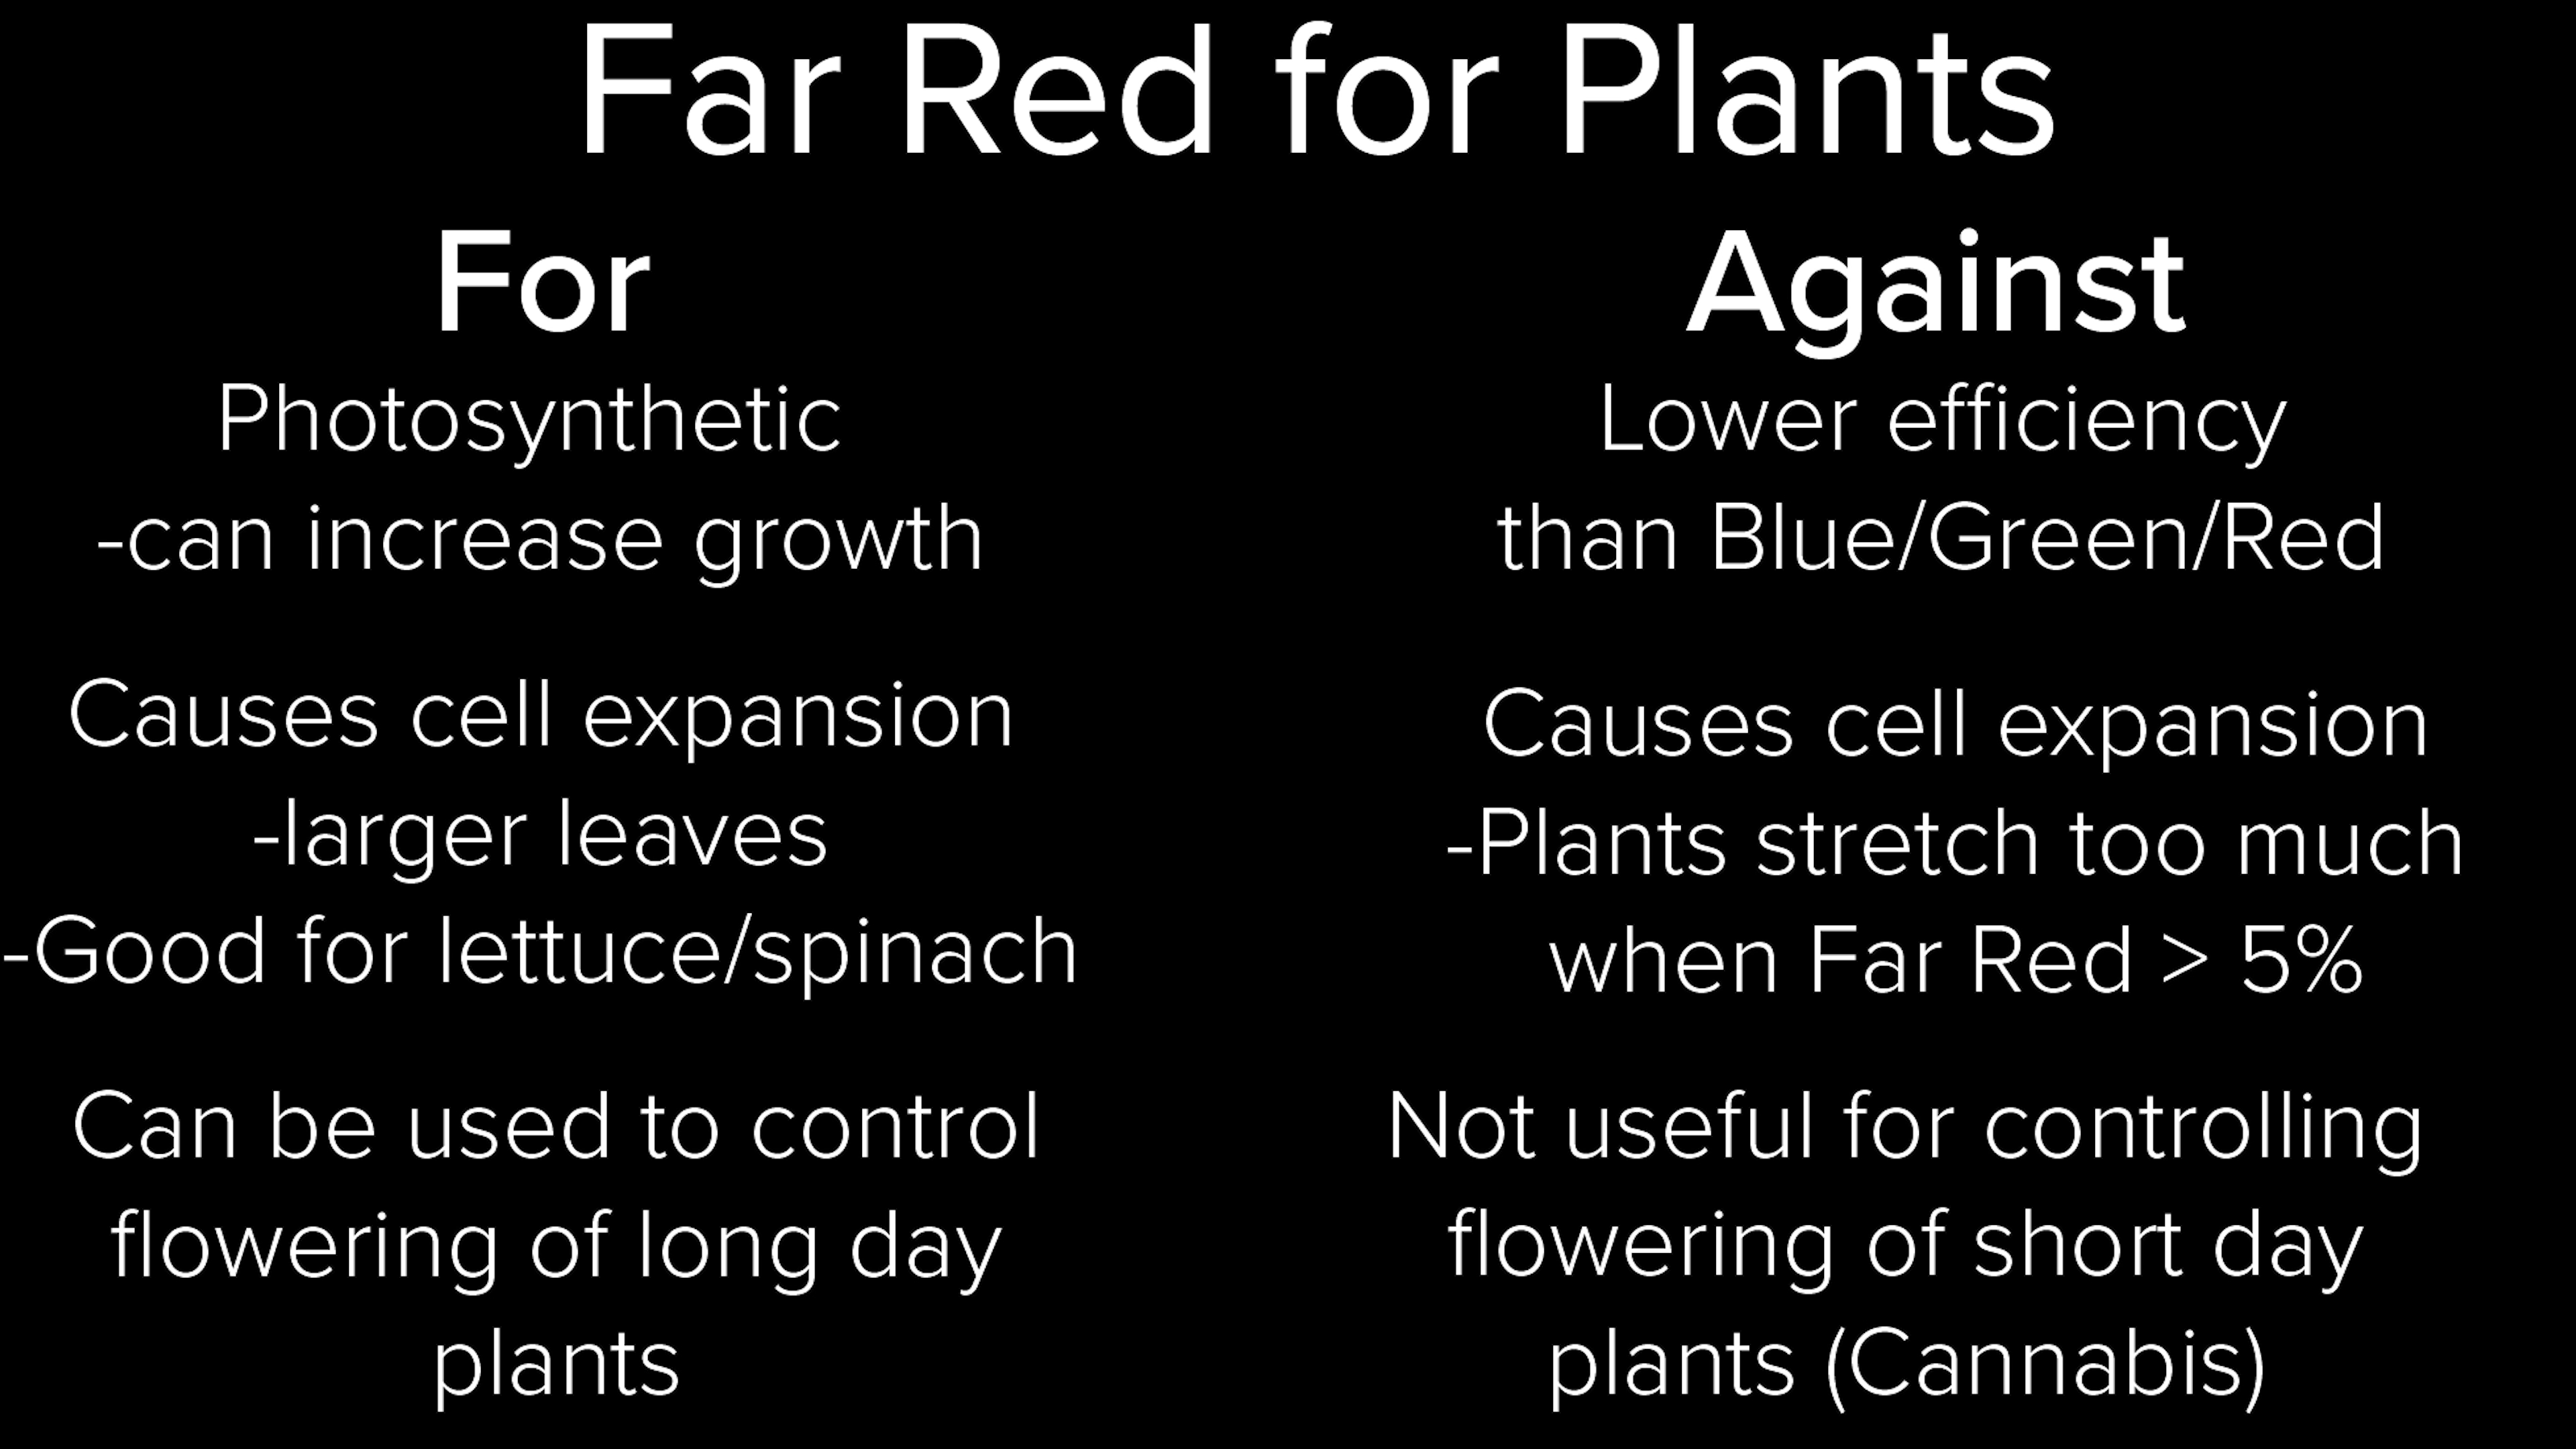 Far Red for Plants
For
Photosynthetic
-can increase growth
Causes cell expansion
-larger leaves
-Good for lettuce/spinach
Can be used to control
flowering of long day
plants
Against
Lower efficiency
than Blue/Green/Red
Causes cell expansion
-Plants stretch too much
when Far Red > 5%
Not useful for controlling
flowering of short day
plants (Cannabis)